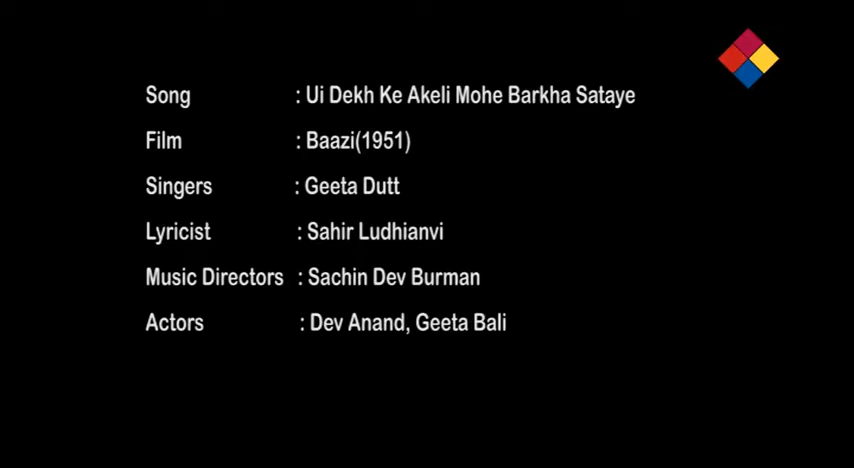 Song : Ui Dekh Ke Akeli Mohe Barkha Sataye
Film : Baazi(1951)
Singers : Geeta Dutt
Lyricist : Sahir Ludhianvi
Music Directors : Sachin Dev Burman
Actors : Dev Anand, Geeta Bali